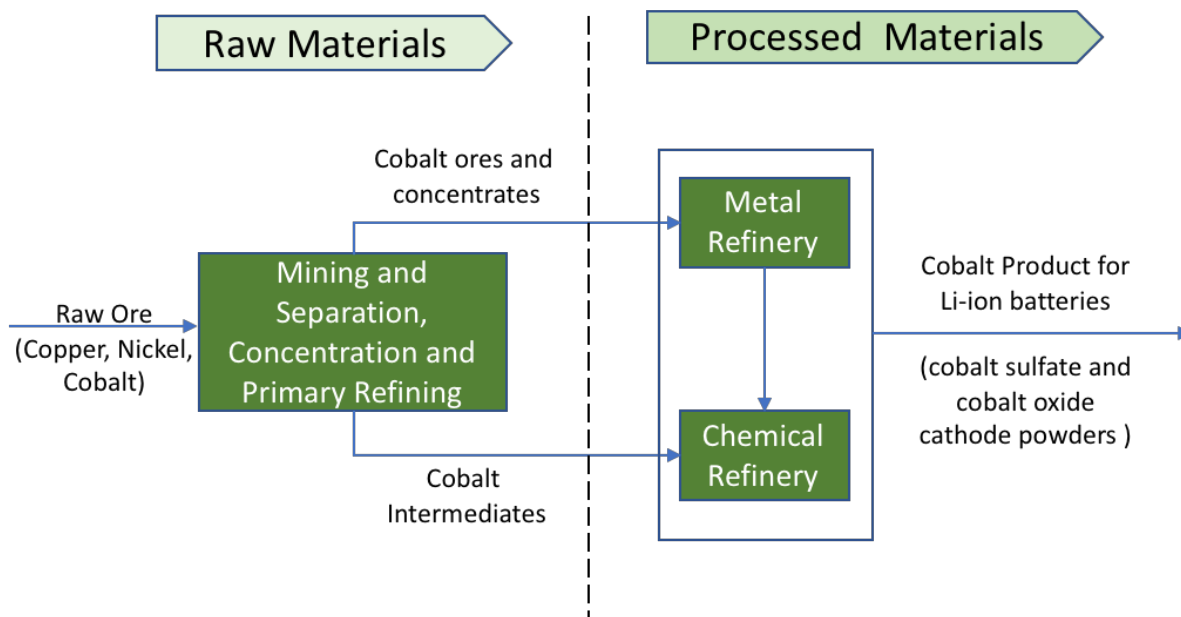 Raw Materials
Processed Materials
Cobalt ores and
concentrates
Metal
Refinery
Mining and
Separation,
Concentration and
Primary Refining
Raw Ore
(Copper, Nickel,
Cobalt)
Cobalt Product for
Li-ion batteries
(cobalt sulfate and
cobalt oxide
cathode powders )
Chemical
Refinery
Cobalt
Intermediates